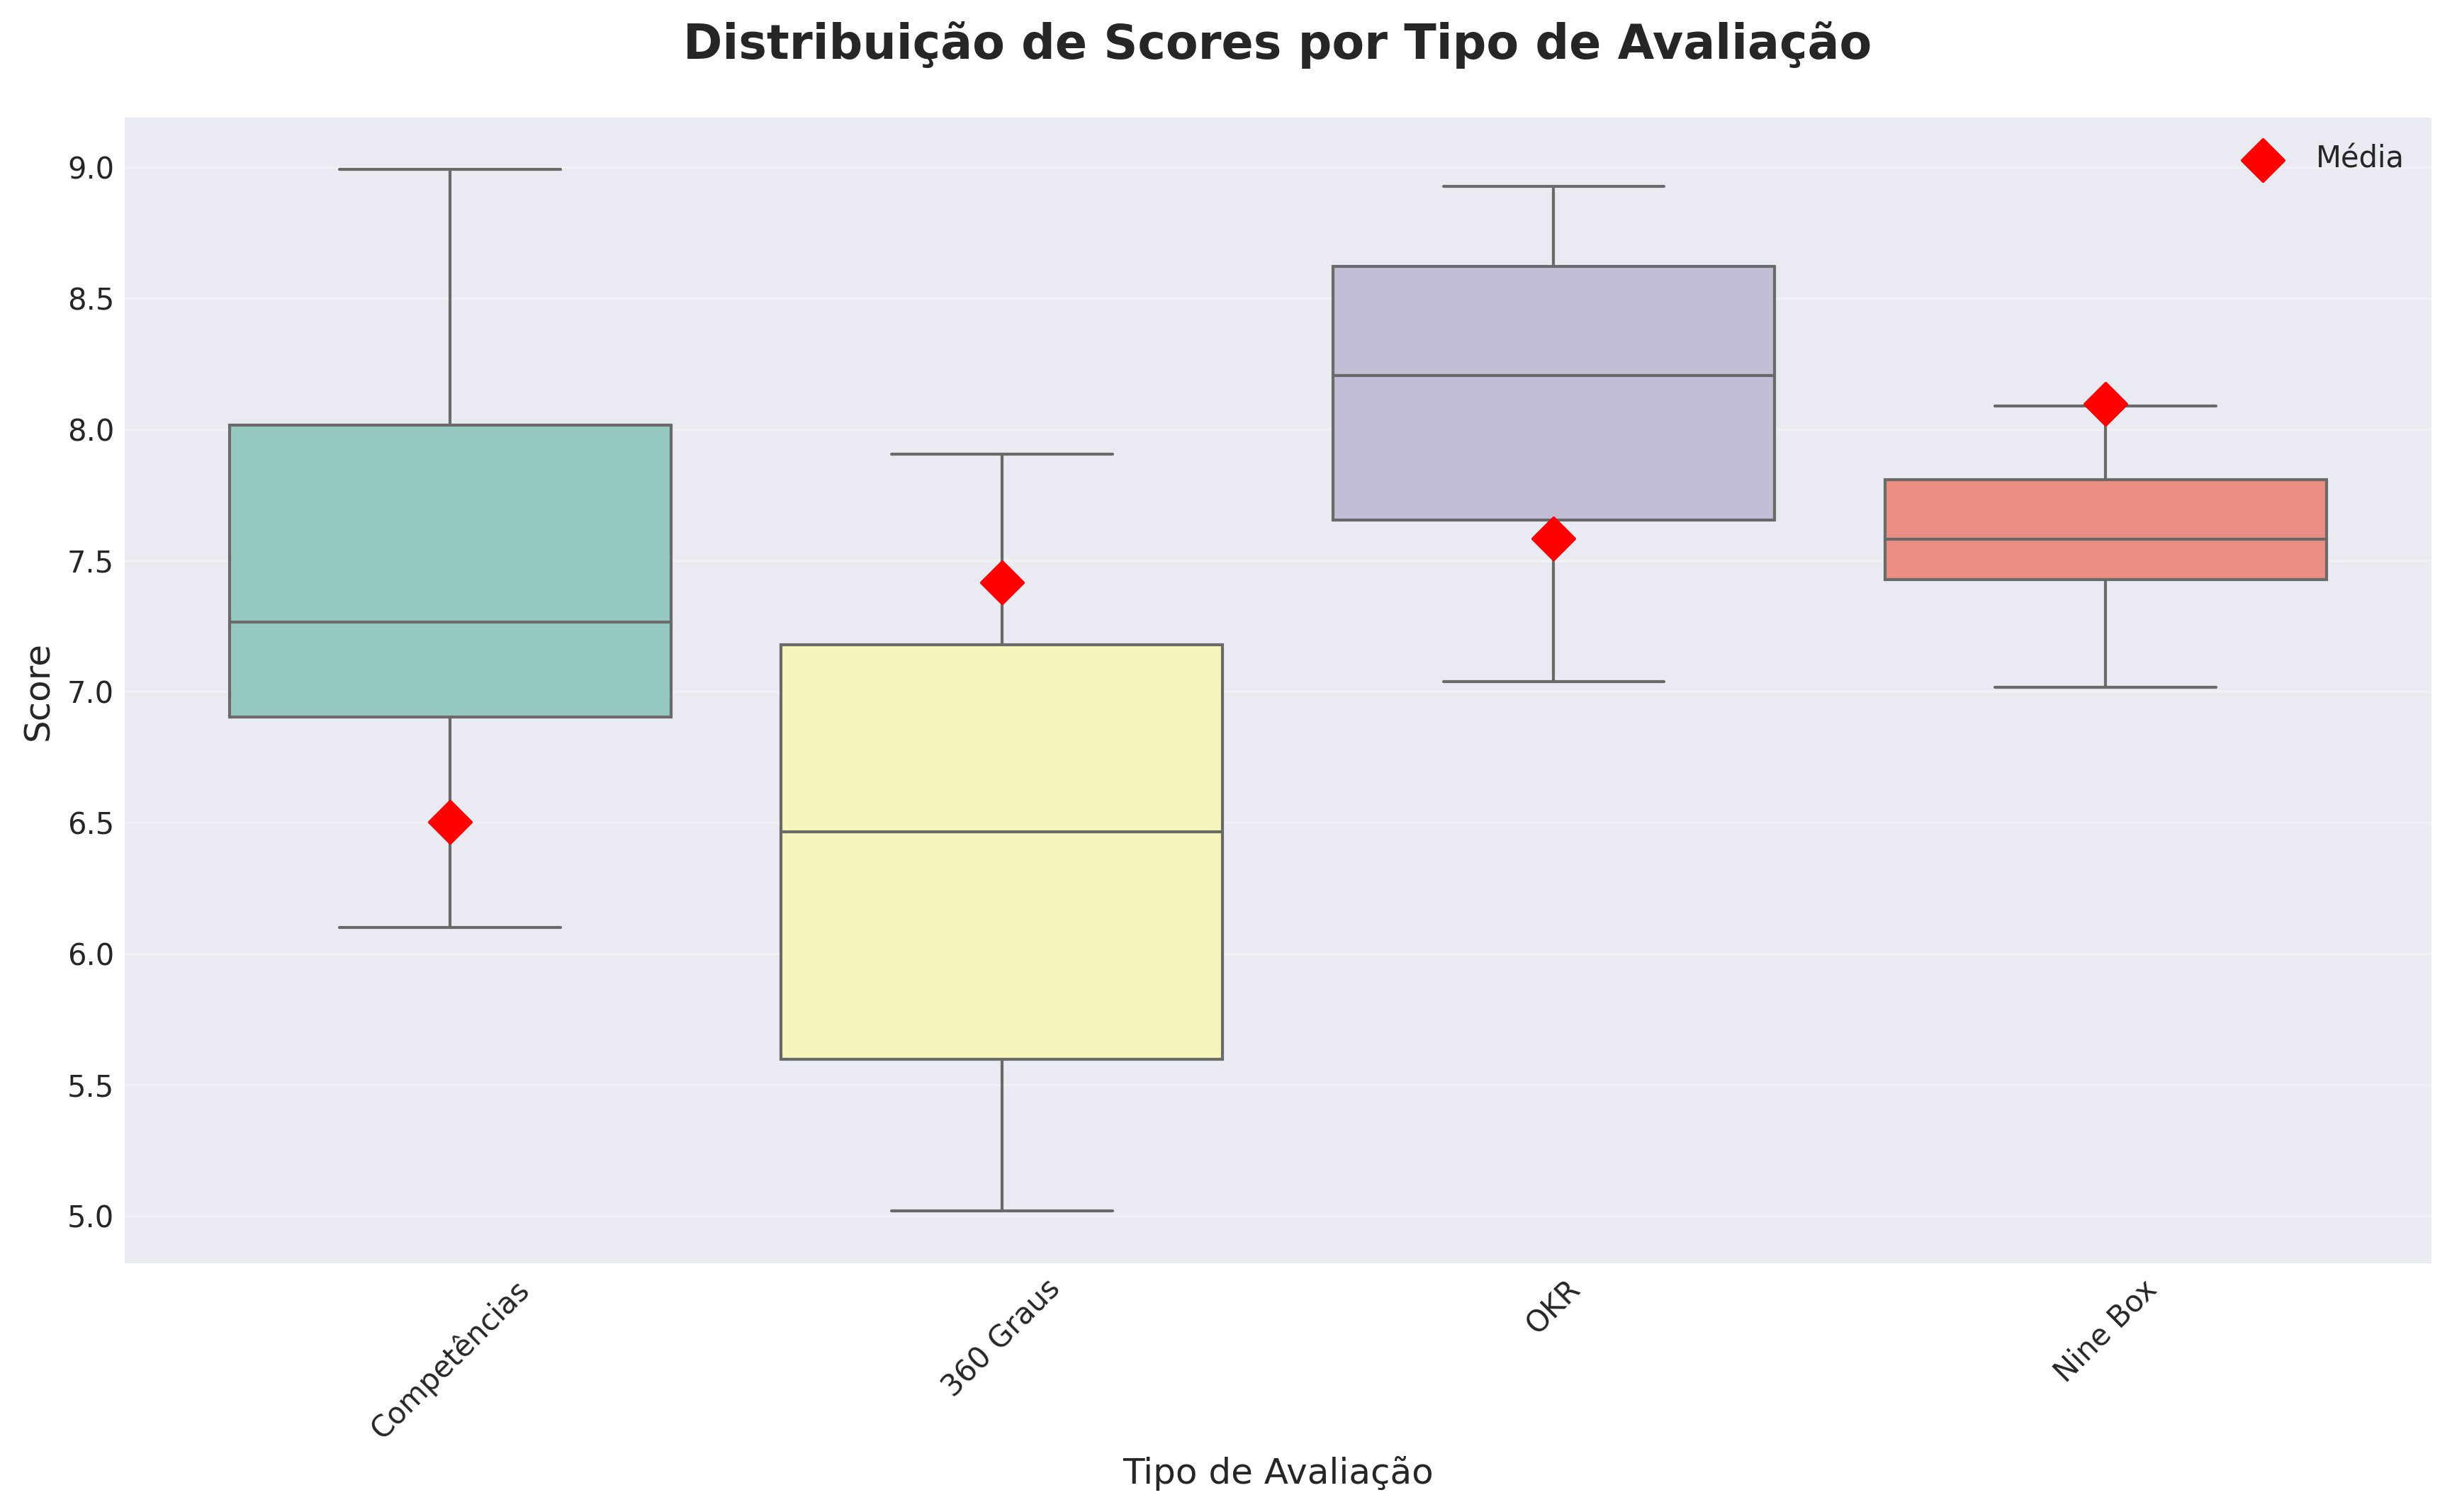 Distribuição de Scores por Tipo de Avaliação
Média
Score
9.0
8.5
8.0
7.5
7.0
6.5
6.0
5.5
5.0
Competências
360 Graus
OKR
Nine Box
Tipo de Avaliação